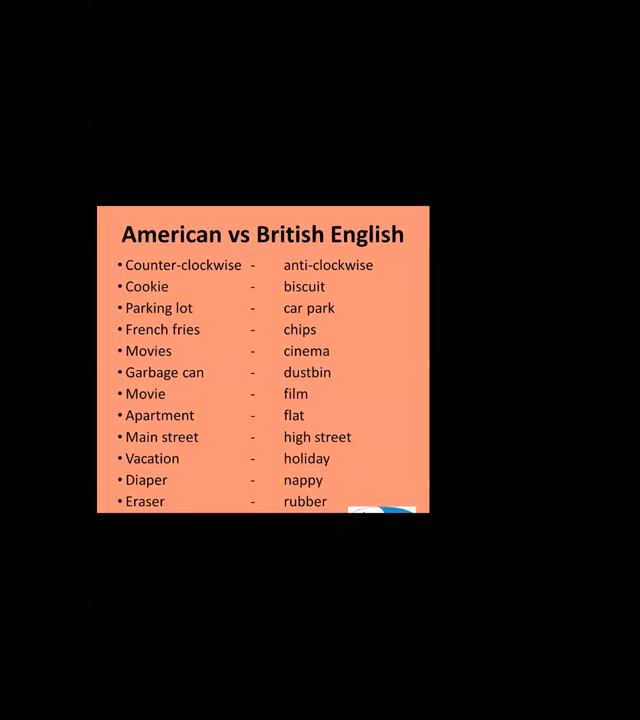 American vs British English
• Counter-clockwise - anti-clockwise
• Cookie - biscuit
• Parking lot - car park
• French fries - chips
• Movies - cinema
• Garbage can - dustbin
• Movie - film
• Apartment - flat
• Main street - high street
• Vacation - holiday
• Diaper - nappy
• Eraser - rubber